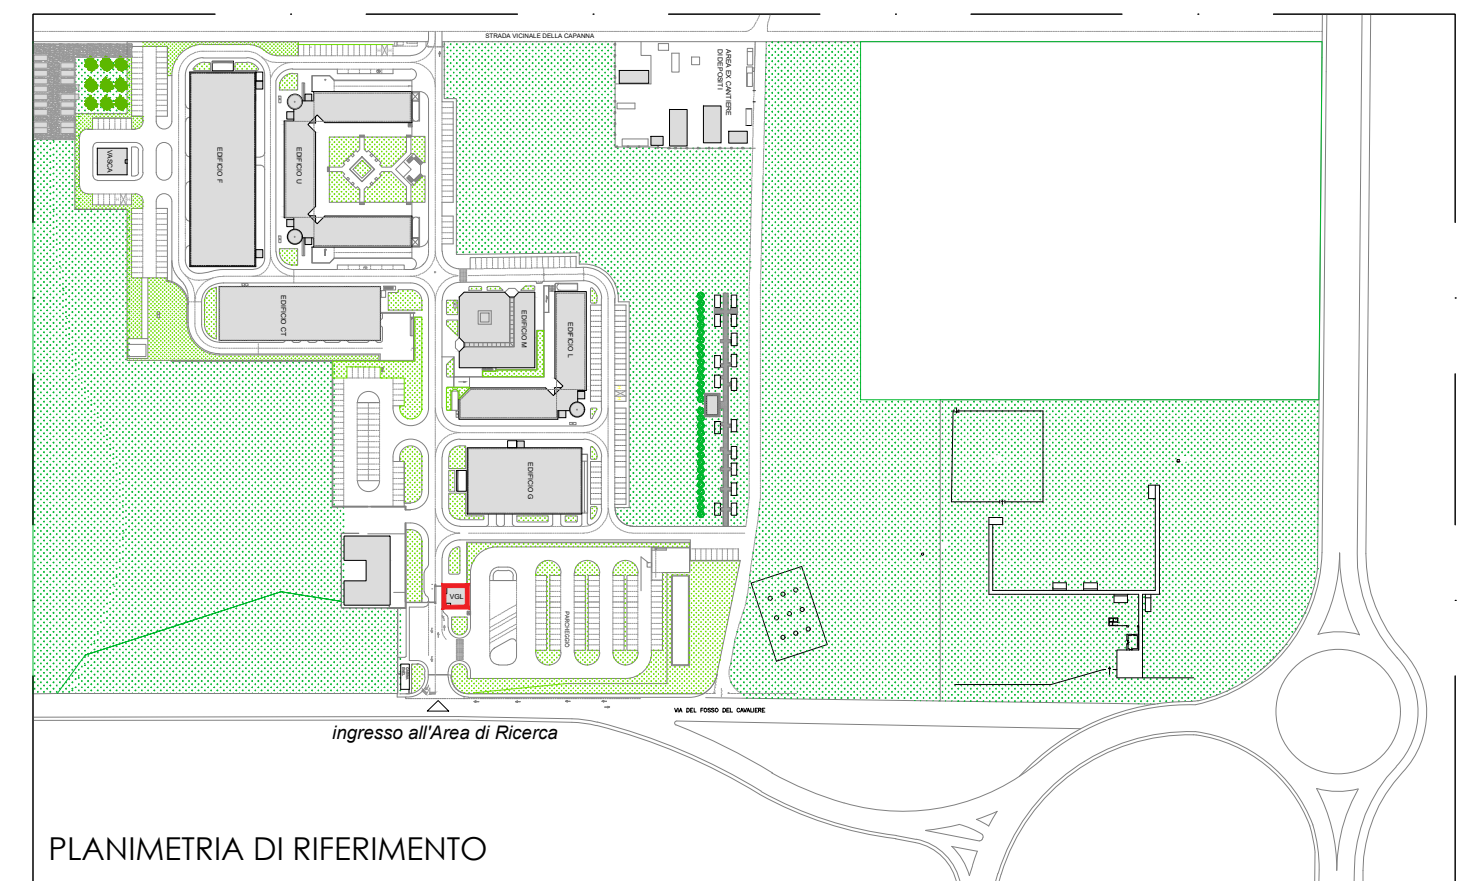 STRADA VICINALE DELLA CAPANNA
AREA EX CANTIERE
DI DEPOSITI
VASCA
EDIFICIO F
EDIFICIO U
EDIFICIO CT
EDIFICIO M
EDIFICIO L
EDIFICIO G
VGL
PARCHEGGIO
VIA DEL FOSSO DEL CAVALIERE
ingresso all'Area di Ricerca
PLANIMETRIA DI RIFERIMENTO